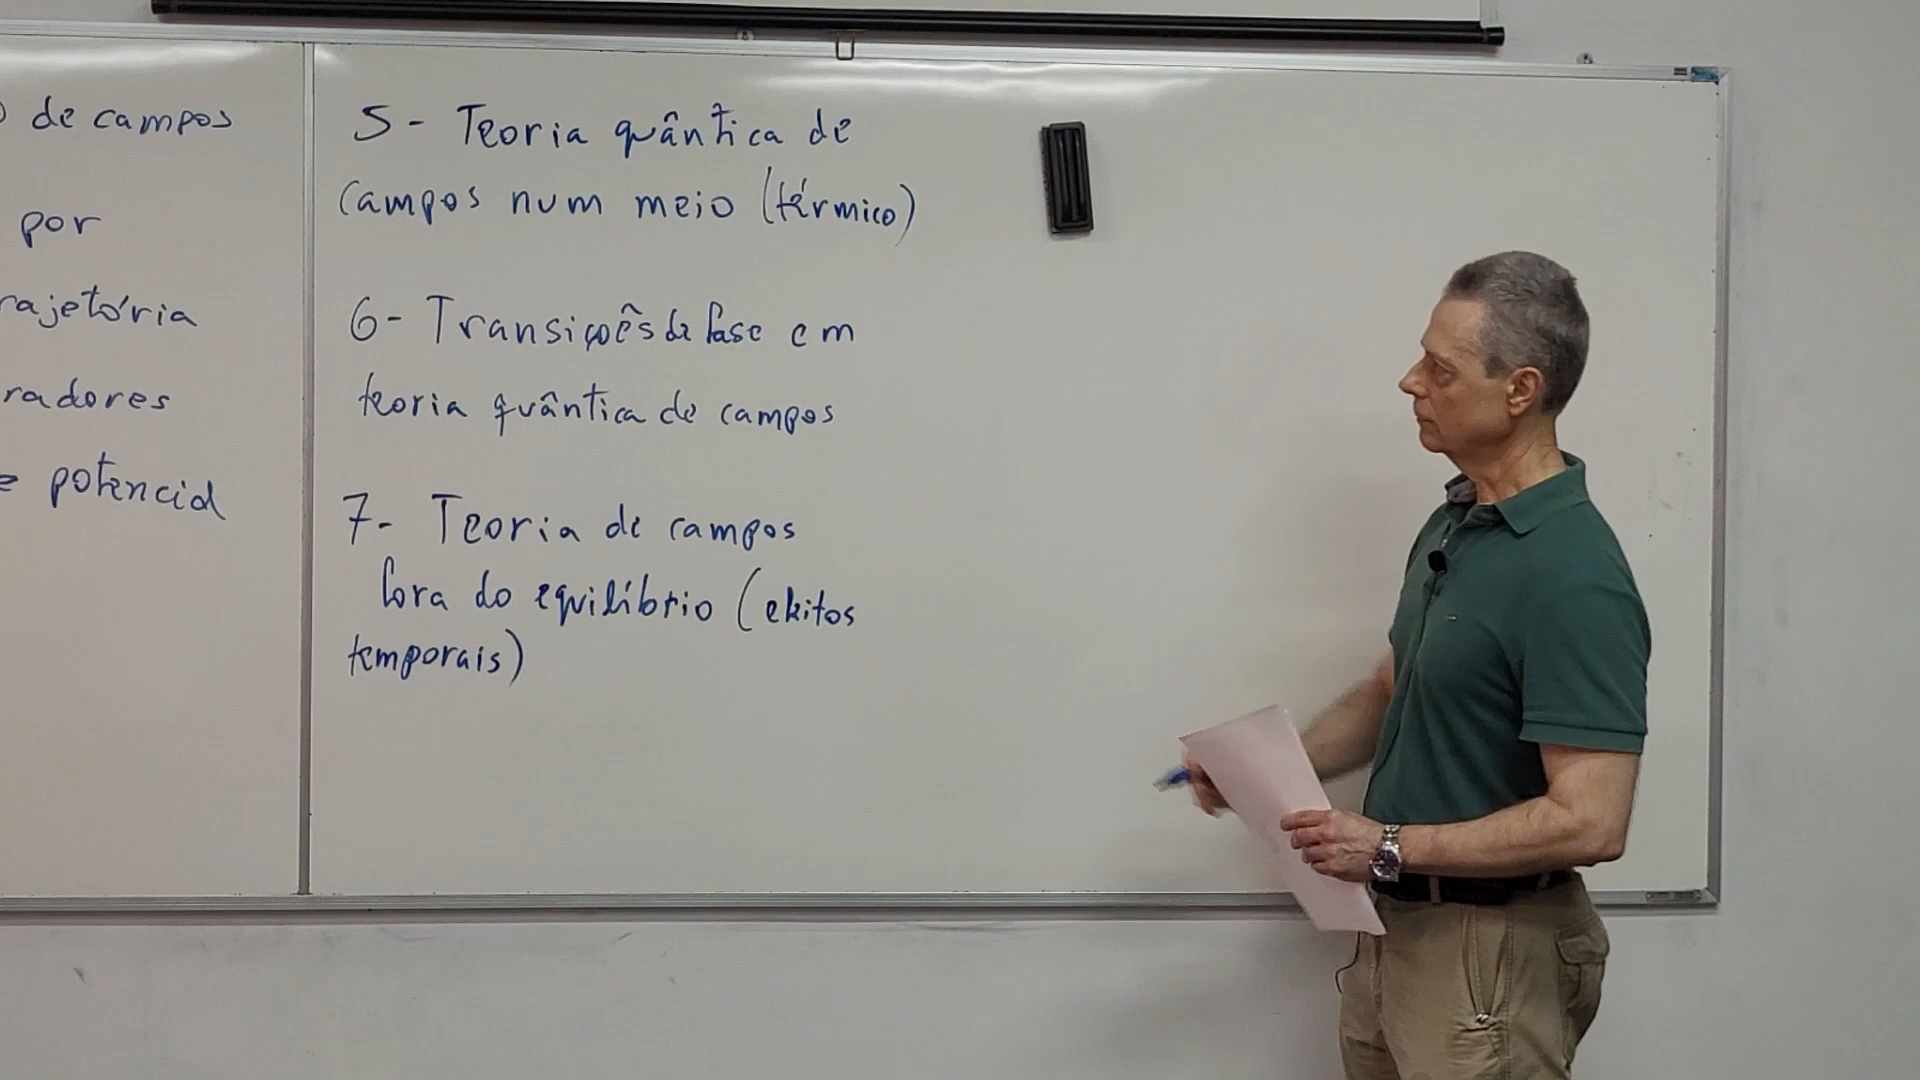 de campos
por
rajetória
radores
potencial
5 - Teoria quântica de
campos num meio (térmico)
6 - Transiçoês de fase em
teoria quântica de campos
7 - Teoria de campos
fora do equilíbrio (efeitos
temporais)